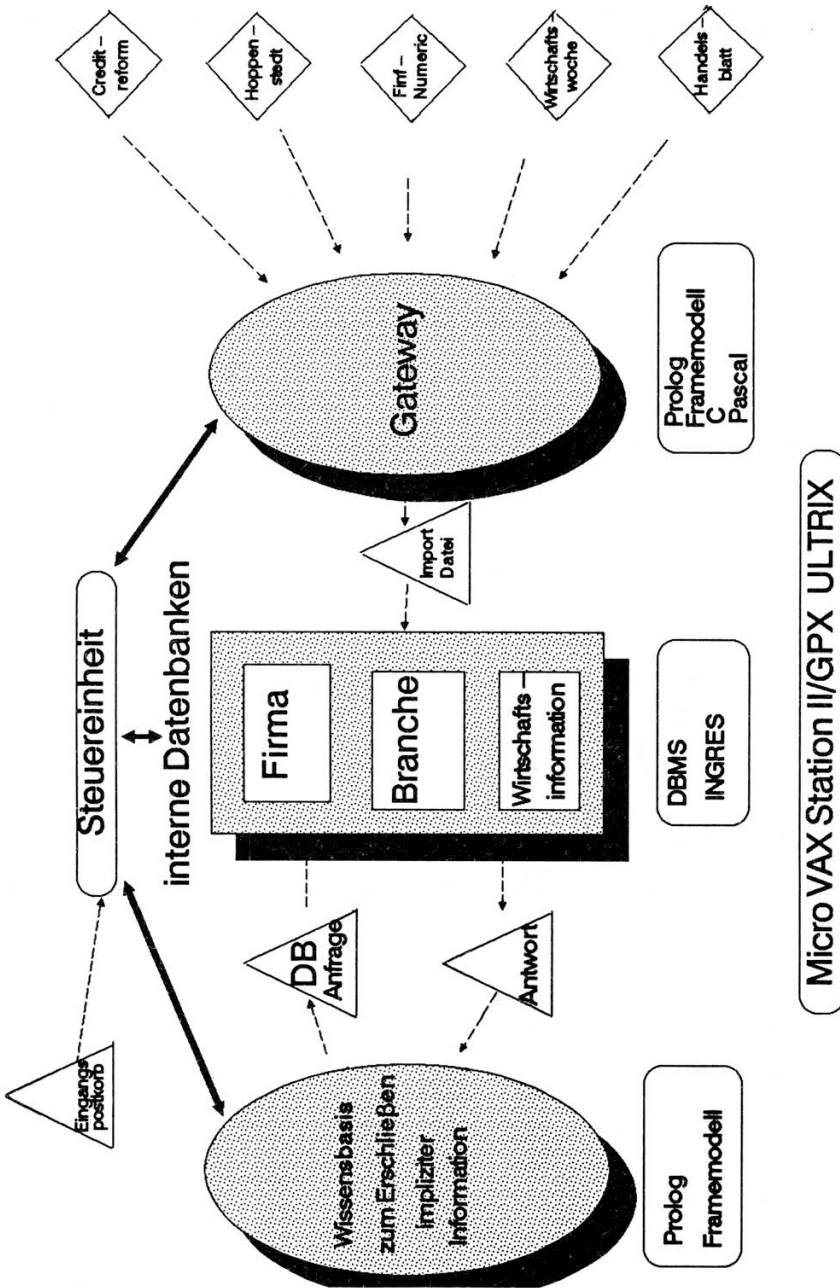 Eingangs
postkorb
Steuereinheit
interne Datenbanken
Wissensbasis
zum Erschließen
impliziter
Information
DB
Anfrage
Antwort
Firma
Branche
Wirtschafts–
information
Import
Datei
Gateway
Credit–
reform
Hoppen–
stedt
Finf–
Numeric
Wirtschafts–
woche
Handels–
blatt
Prolog
Framemodell
DBMS
INGRES
Prolog
Framemodell
C
Pascal
Micro VAX Station II/GPX ULTRIX